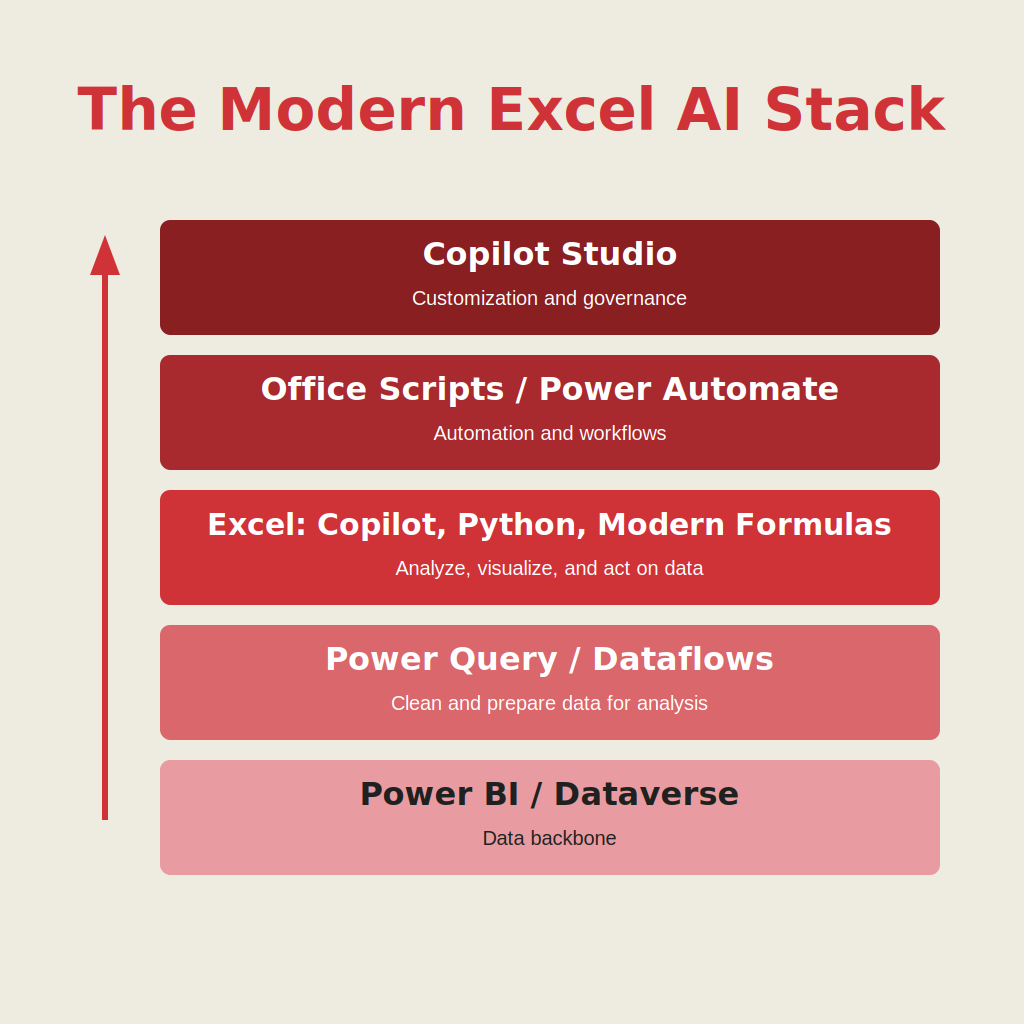 The Modern Excel AI Stack
Copilot Studio
Customization and governance
Office Scripts / Power Automate
Automation and workflows
Excel: Copilot, Python, Modern Formulas
Analyze, visualize, and act on data
Power Query / Dataflows
Clean and prepare data for analysis
Power BI / Dataverse
Data backbone